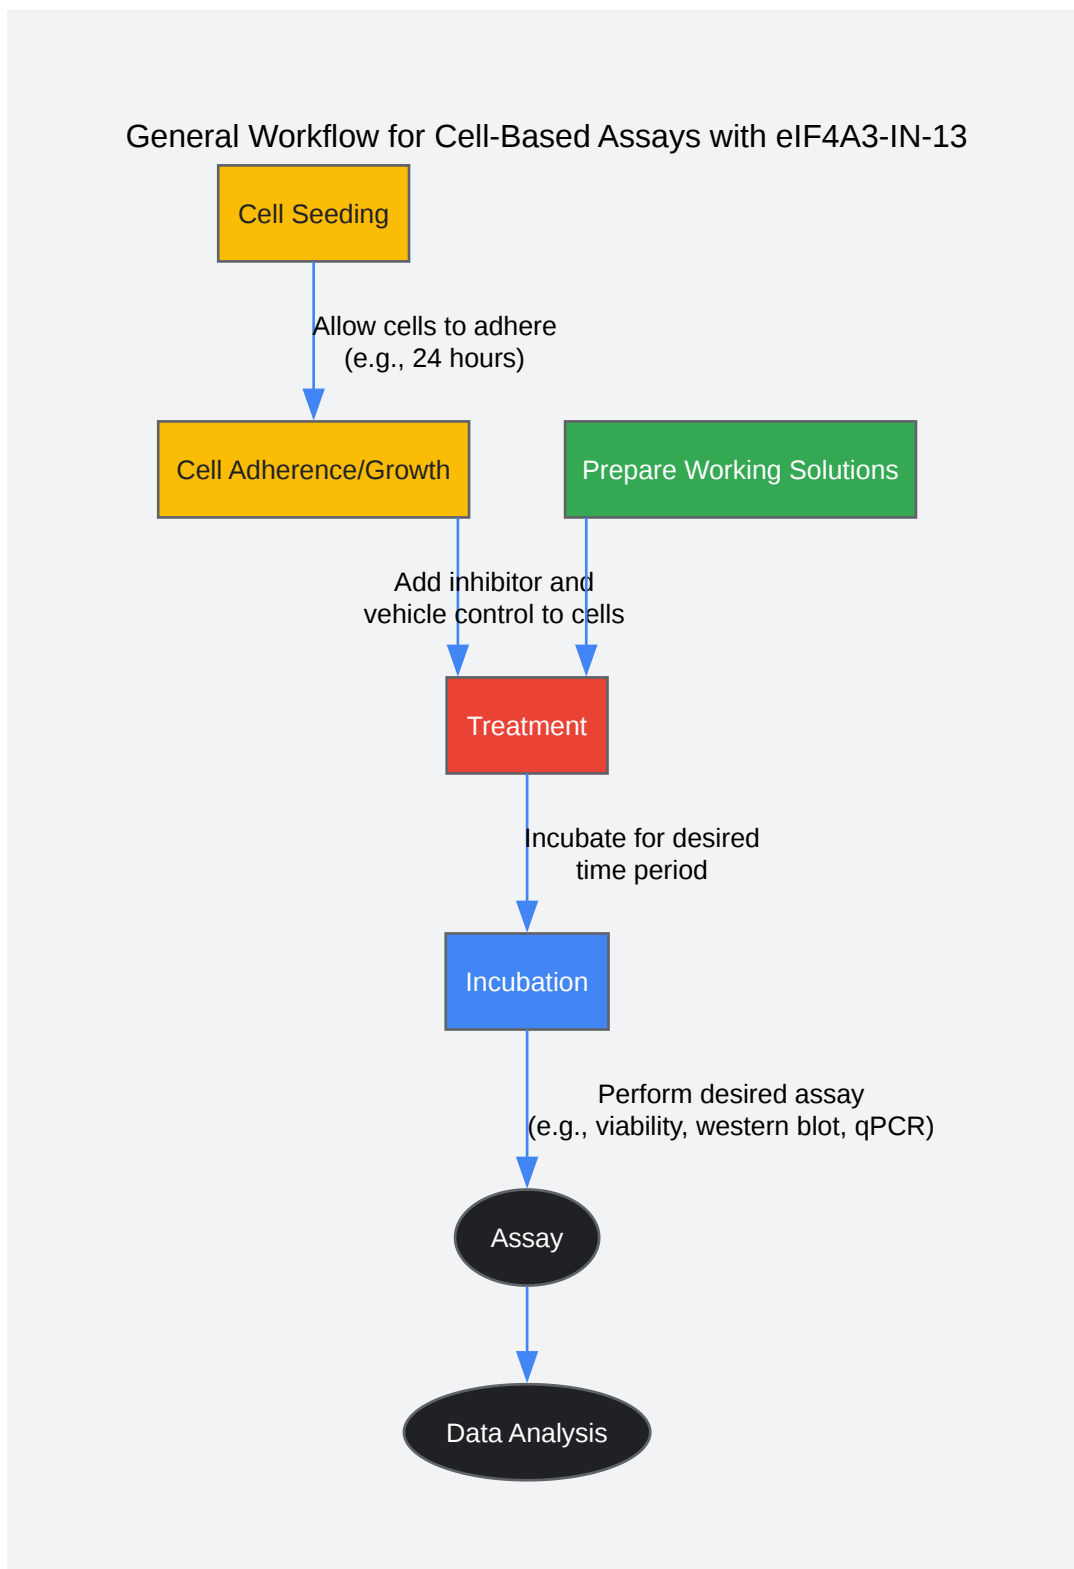 General Workflow for Cell-Based Assays with eIF4A3-IN-13
Cell Seeding
Allow cells to adhere
(e.g., 24 hours)
Cell Adherence/Growth
Prepare Working Solutions
Add inhibitor and
vehicle control to cells
Treatment
Incubate for desired
time period
Incubation
Perform desired assay
(e.g., viability, western blot, qPCR)
Assay
Data Analysis